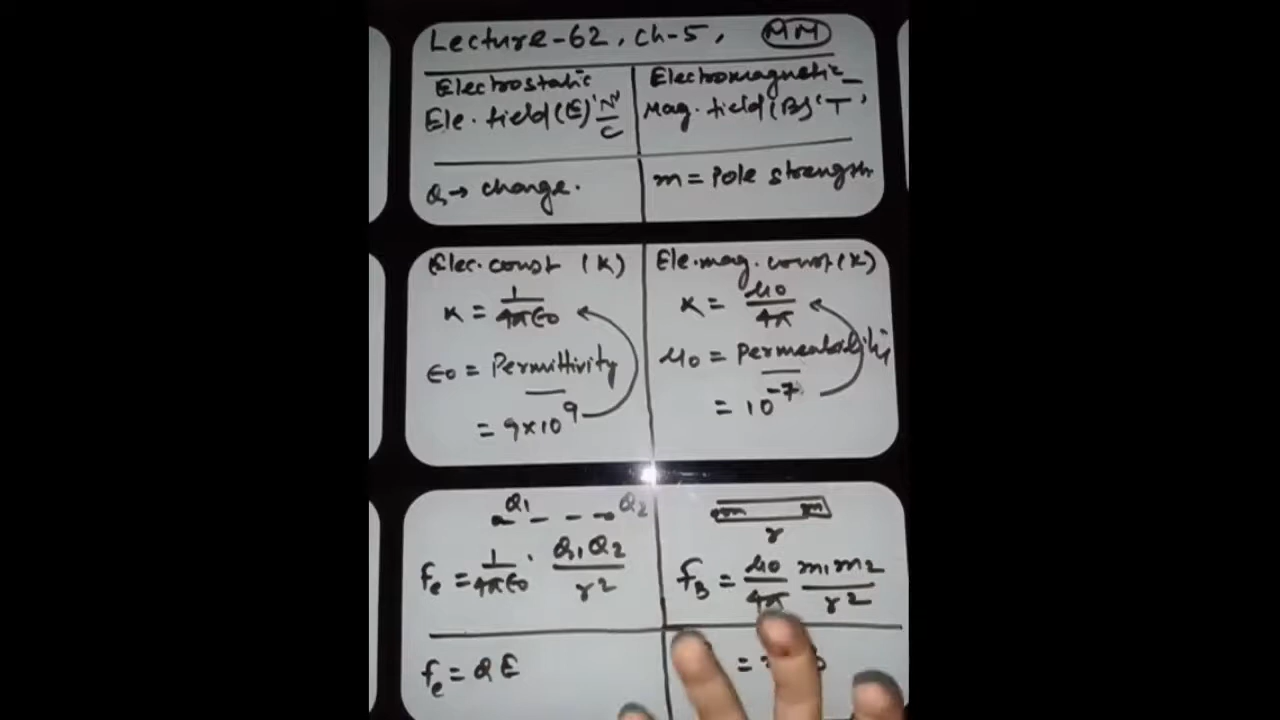 Lecture-62, Ch-5, MM
Electrostatic
Ele. field (E) 'N/C'
Electromagnetic
Mag. field (B) 'T'
Q → change.
m = Pole strength
Elec. const (K)
K = 1/4πε0
ε0 = Permittivity
= 9×10^9
Ele. mag. const (K)
K = μ0/4π
μ0 = Permeability
= 10^-7
Q1 Q2
fe = 1/4πε0 . Q1Q2/r2
fe = QE
m
r
fB = μ0/4π m1m2/r2
=